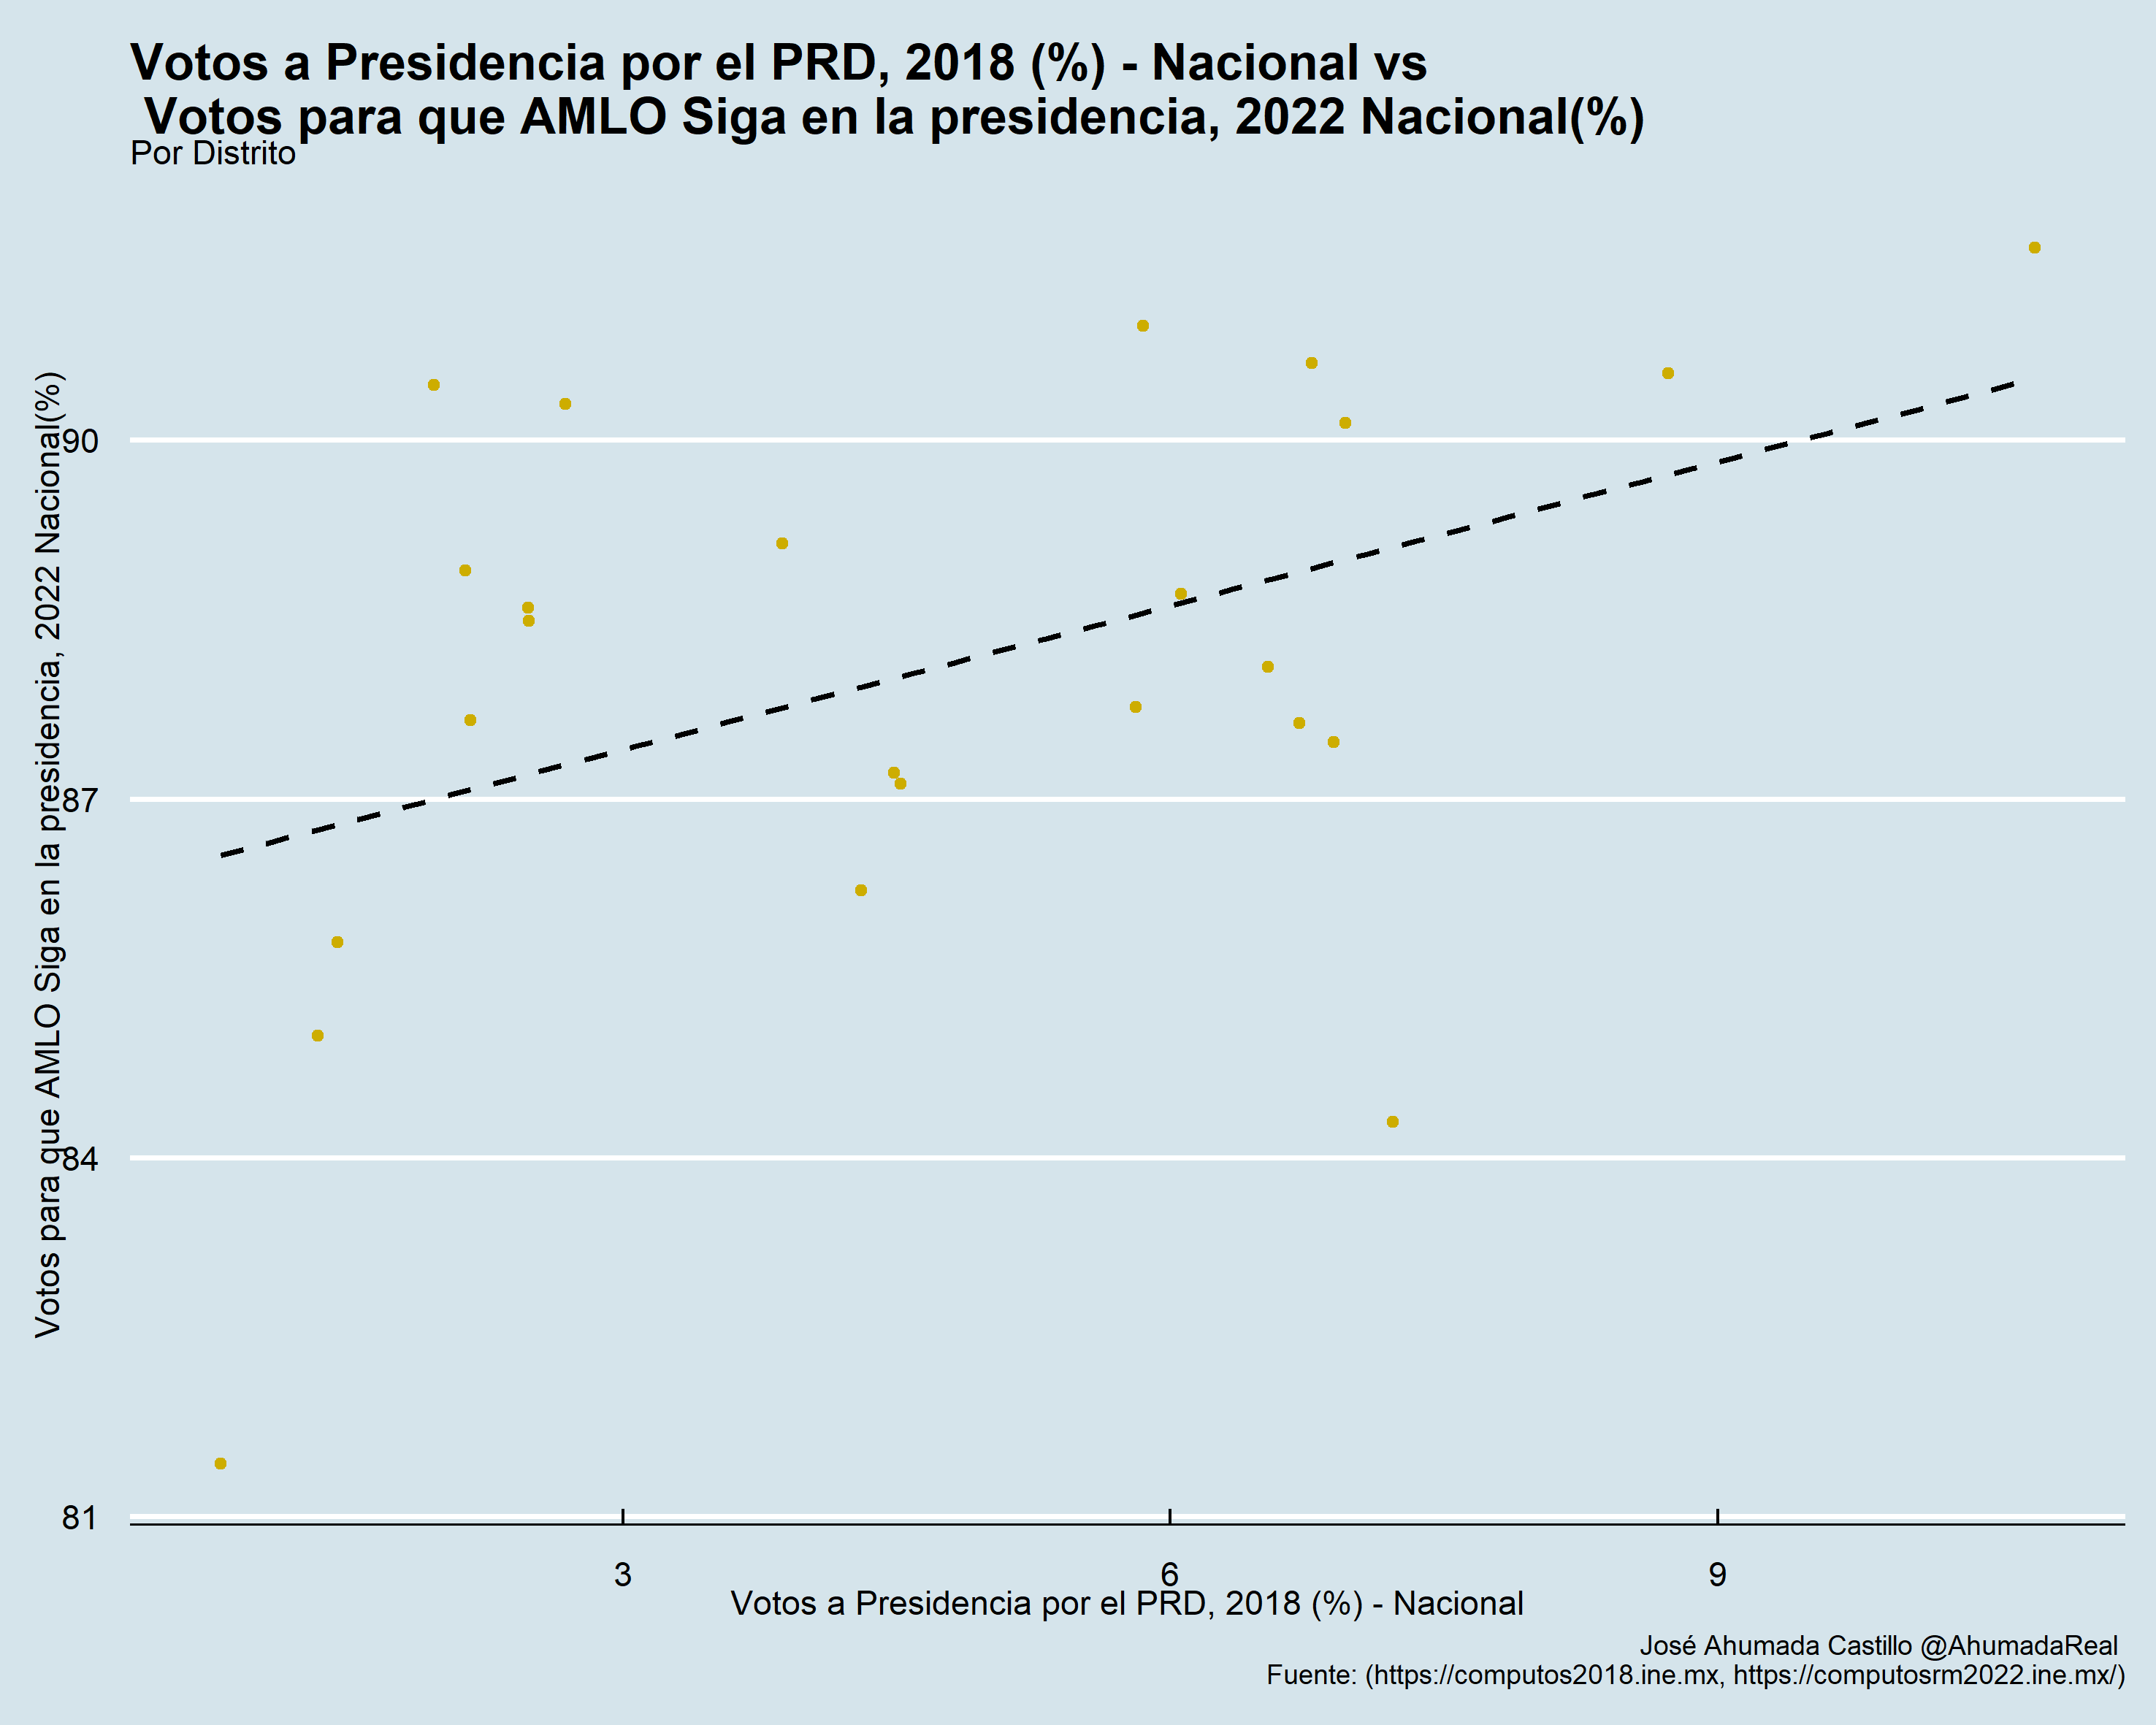 Votos a Presidencia por el PRD, 2018 (%) - Nacional vs
Votos para que AMLO Siga en la presidencia, 2022 Nacional(%)
Por Distrito
Votos para que AMLO Siga en la presidencia, 2022 Nacional(%)
90
87
84
81
3
6
9
Votos a Presidencia por el PRD, 2018 (%) - Nacional
José Ahumada Castillo @AhumadaReal
Fuente: (https://computos2018.ine.mx, https://computosrm2022.ine.mx/)